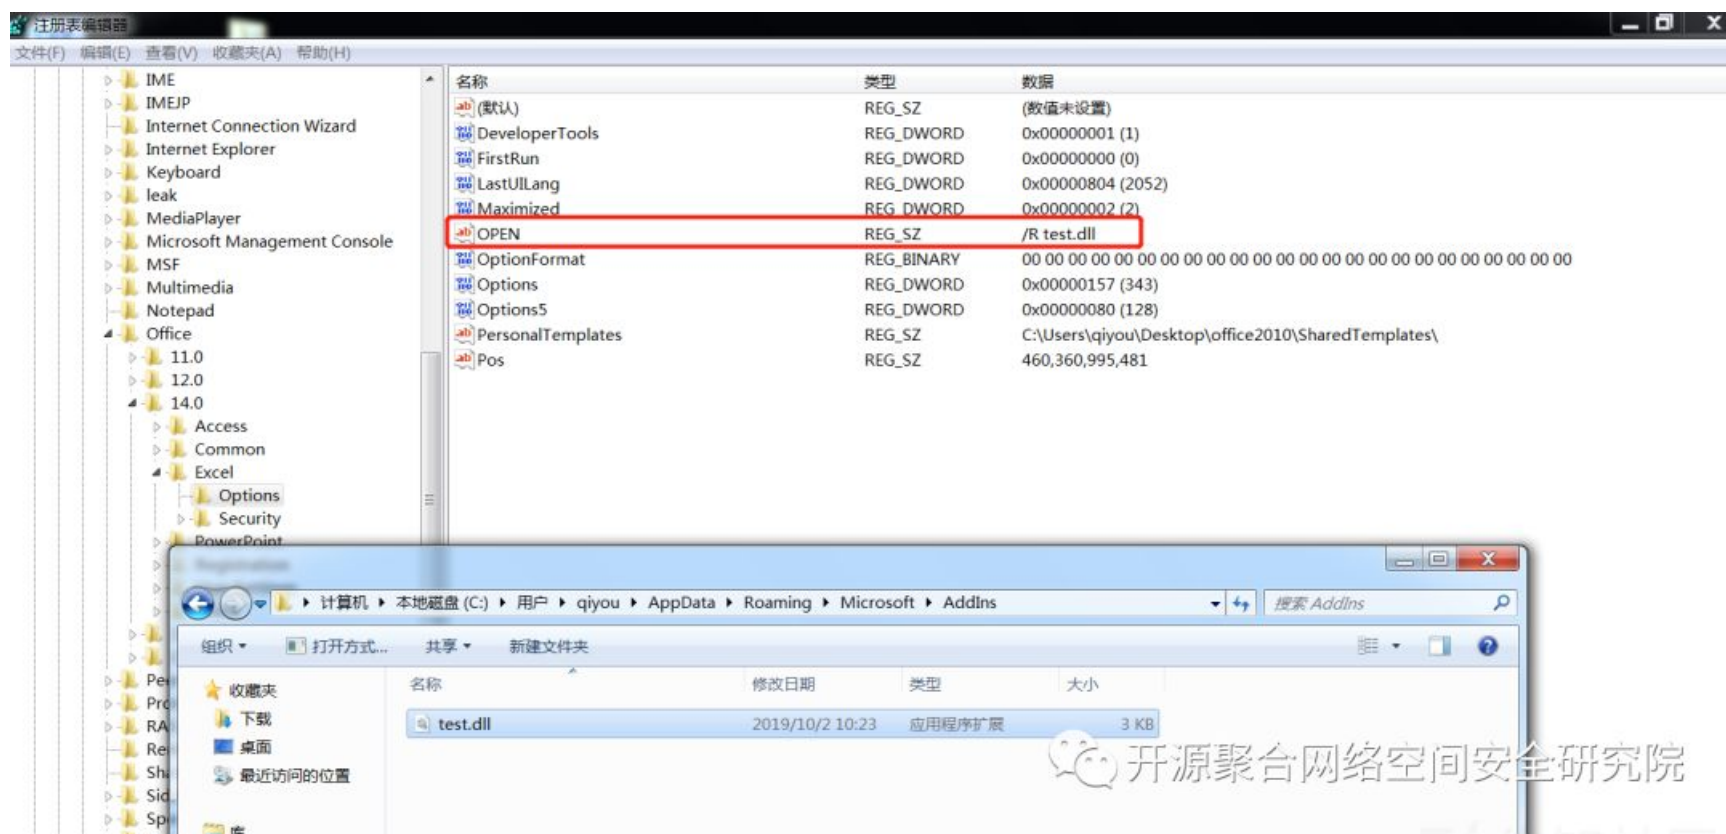 注册表编辑器
文件(F) 编辑(E) 查看(V) 收藏夹(A) 帮助(H)
IME
IMEJP
Internet Connection Wizard
Internet Explorer
Keyboard
leak
MediaPlayer
Microsoft Management Console
MSF
Multimedia
Notepad
Office
11.0
12.0
14.0
Access
Common
Excel
Options
Security
PowerPoint
Pe
Pro
RA
Re
Sha
Sid
Sp
名称 类型 数据
(默认) REG_SZ (数值未设置)
DeveloperTools REG_DWORD 0x00000001 (1)
FirstRun REG_DWORD 0x00000000 (0)
LastUILang REG_DWORD 0x00000804 (2052)
Maximized REG_DWORD 0x00000002 (2)
OPEN REG_SZ /R test.dll
OptionFormat REG_BINARY 00 00 00 00 00 00 00 00 00 00 00 00 00 00 00 00 00 00 00 00 00 00 00 00
Options REG_DWORD 0x00000157 (343)
Options5 REG_DWORD 0x00000080 (128)
PersonalTemplates REG_SZ C:\Users\qiyou\Desktop\office2010\SharedTemplates\
Pos REG_SZ 460,360,995,481
计算机 本地磁盘 (C:) 用户 qiyou AppData Roaming Microsoft AddIns 搜索 AddIns
组织 打开方式... 共享 新建文件夹
收藏夹
下载
桌面
最近访问的位置
库
名称 修改日期 类型 大小
test.dll 2019/10/2 10:23 应用程序扩展 3 KB
开源聚合网络空间安全研究院